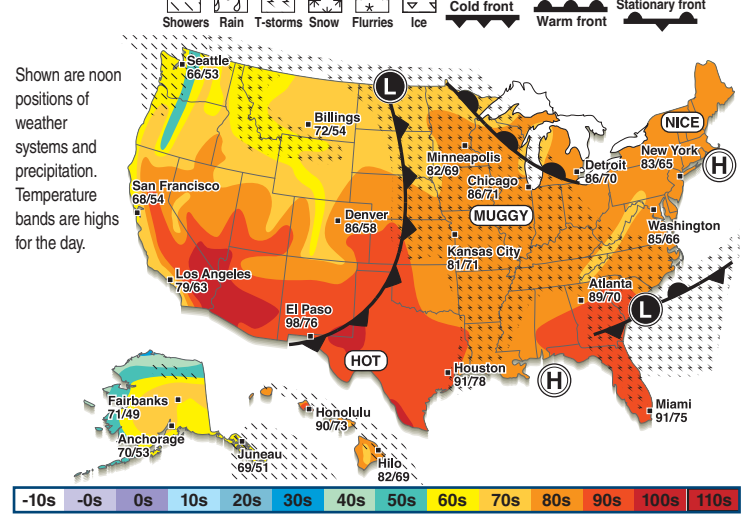 Showers Rain T-storms Snow Flurries Ice Cold front Warm front Stationary front
Shown are noon
positions of
weather
systems and
precipitation.
Temperature
bands are highs
for the day.
Seattle
66/53
Billings
72/54
San Francisco
68/54
Denver
86/58
Los Angeles
79/63
El Paso
98/76
L
Minneapolis
82/69
Chicago
86/71
MUGGY
Kansas City
81/71
Detroit
86/70
NICE
New York
83/65
H
Washington
85/66
Atlanta
89/70
L
HOT
Houston
91/78
H
Miami
91/75
Fairbanks
71/49
Anchorage
70/53
Juneau
69/51
Honolulu
90/73
Hilo
82/69
-10s -0s 0s 10s 20s 30s 40s 50s 60s 70s 80s 90s 100s 110s